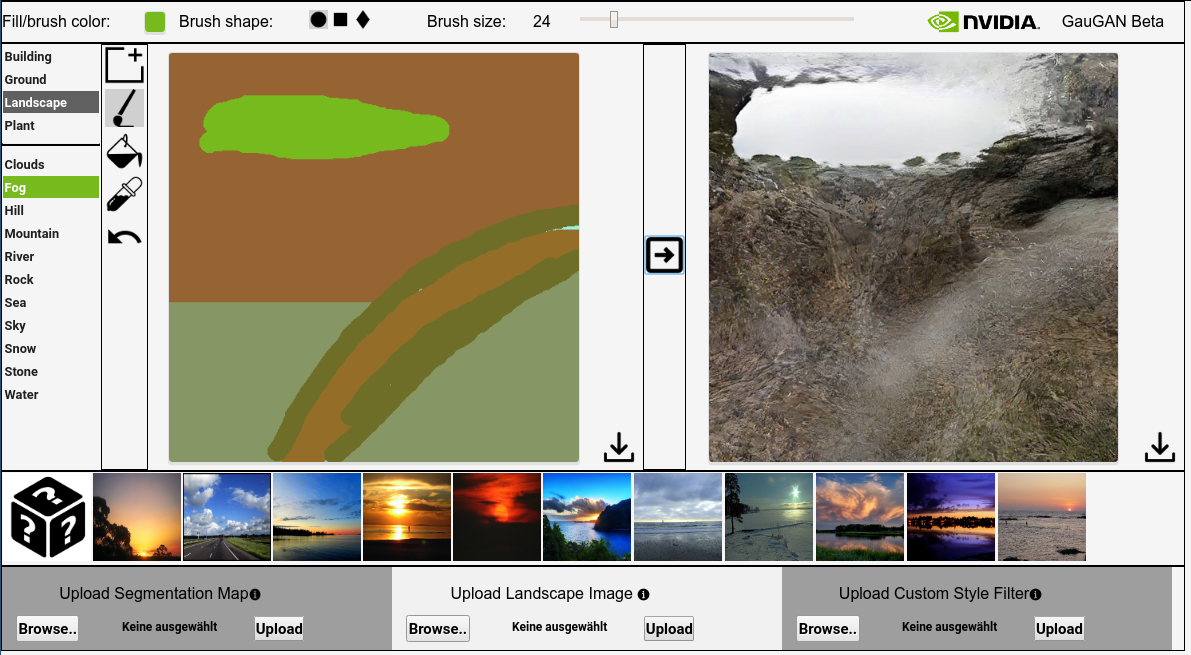 Fill/brush color: Brush shape: Brush size: 24 NVIDIA. GauGAN Beta
Building
Ground
Landscape
Plant
Clouds
Fog
Hill
Mountain
River
Rock
Sea
Sky
Snow
Stone
Water
? ? ?
Upload Segmentation Map Upload Landscape Image Upload Custom Style Filter
Browse.. Keine ausgewählt Upload Browse.. Keine ausgewählt Upload Browse.. Keine ausgewählt Upload